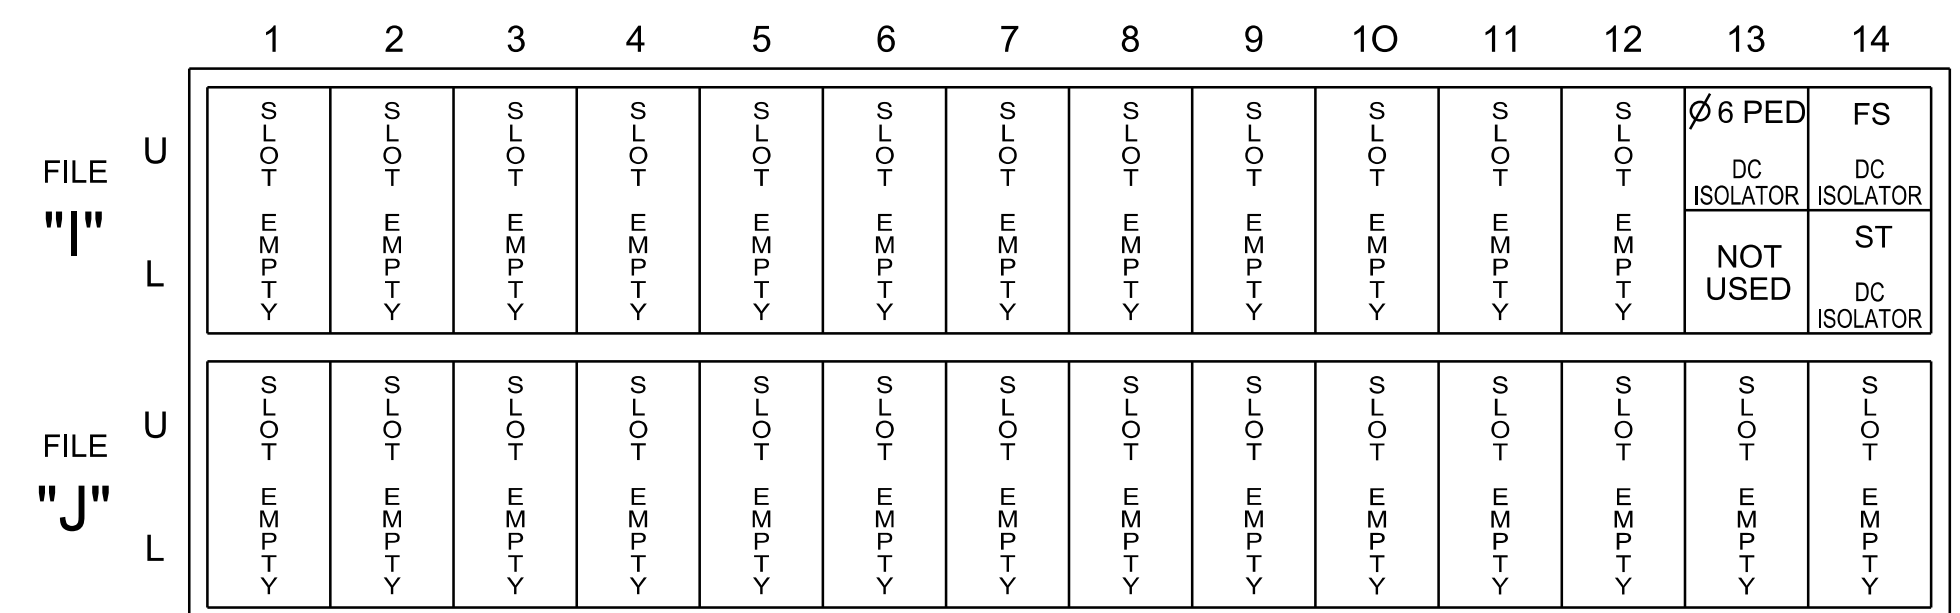 1 2 3 4 5 6 7 8 9 10 11 12 13 14
FILE
"I"
U
L
SLOT EMPTY
SLOT EMPTY
SLOT EMPTY
SLOT EMPTY
SLOT EMPTY
SLOT EMPTY
SLOT EMPTY
SLOT EMPTY
SLOT EMPTY
SLOT EMPTY
SLOT EMPTY
SLOT EMPTY
Ø 6 PED
DC
ISOLATOR
NOT
USED
FS
DC
ISOLATOR
ST
DC
ISOLATOR
FILE
"J"
U
L
SLOT EMPTY
SLOT EMPTY
SLOT EMPTY
SLOT EMPTY
SLOT EMPTY
SLOT EMPTY
SLOT EMPTY
SLOT EMPTY
SLOT EMPTY
SLOT EMPTY
SLOT EMPTY
SLOT EMPTY
SLOT EMPTY
SLOT EMPTY